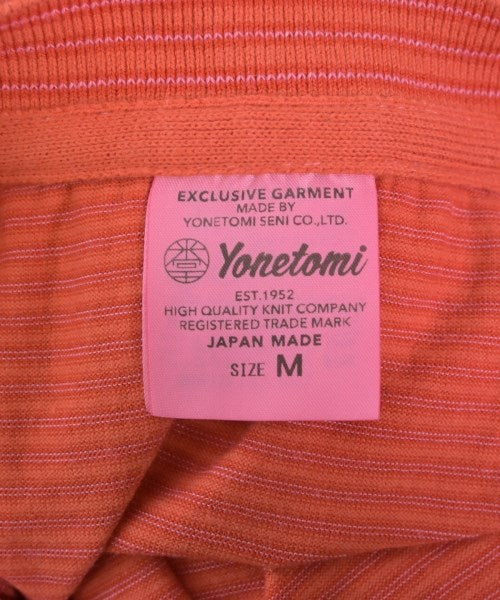 EXCLUSIVE GARMENT
MADE BY
YONETOMI SENI CO.,LTD.
Yonetomi
EST.1952
HIGH QUALITY KNIT COMPANY
REGISTERED TRADE MARK
JAPAN MADE
SIZE M